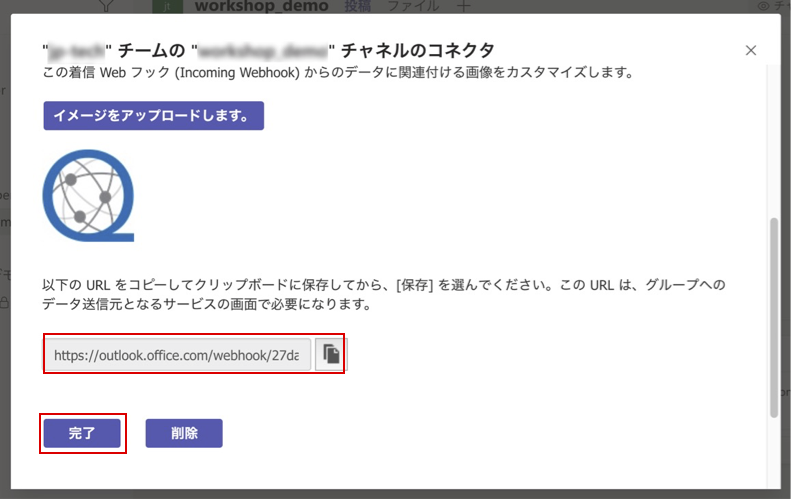 jt workshop_demo 投稿 ファイル
" " チームの "workshop_demo" チャネルのコネクタ
この着信 Web フック (Incoming Webhook) からのデータに関連付ける画像をカスタマイズします。
イメージをアップロードします。
以下の URL をコピーしてクリップボードに保存してから、[保存] を選んでください。この URL は、グループへの
データ送信元となるサービスの画面で必要になります。
https://outlook.office.com/webhook/27da
完了 削除